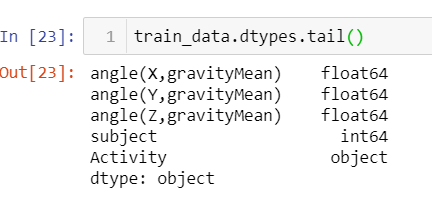 In [23]: 1 train_data.dtypes.tail()
Out[23]: angle(X,gravityMean) float64
angle(Y,gravityMean) float64
angle(Z,gravityMean) float64
subject int64
Activity object
dtype: object